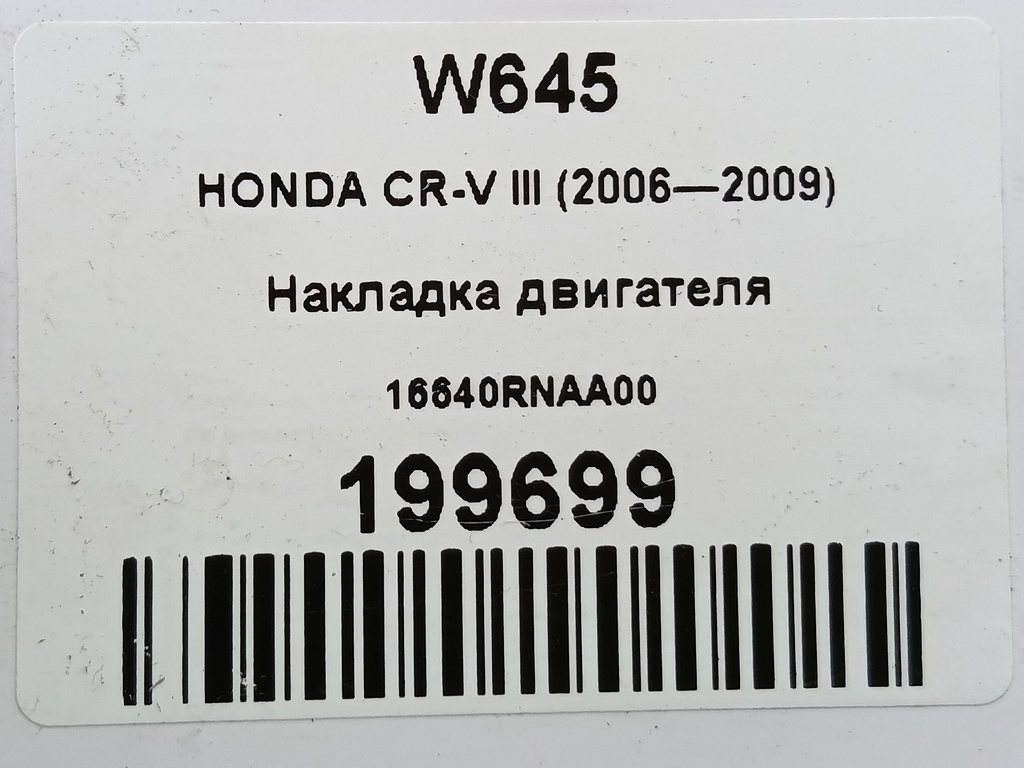 W645
HONDA CR-V III (2006—2009)
Накладка двигателя
16640RNAA00
199699